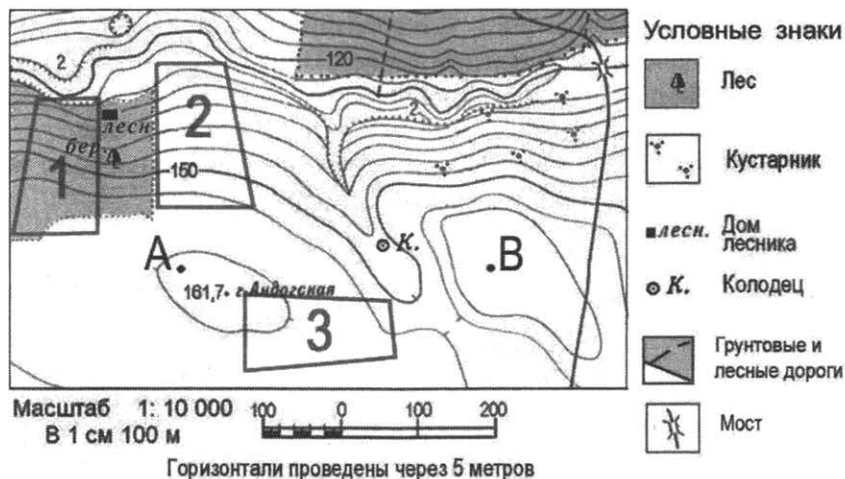 2
120
2
1
бер.
лесн
2
150
К.
А
В
161,7
г. Андогская
3
Условные знаки
Лес
Кустарник
лесн.
Дом
лесника
К.
Колодец
Грунтовые и
лесные дороги
Мост
Масштаб 1: 10 000
В 1 см 100 м
100 0 100 200
Горизонтали проведены через 5 метров